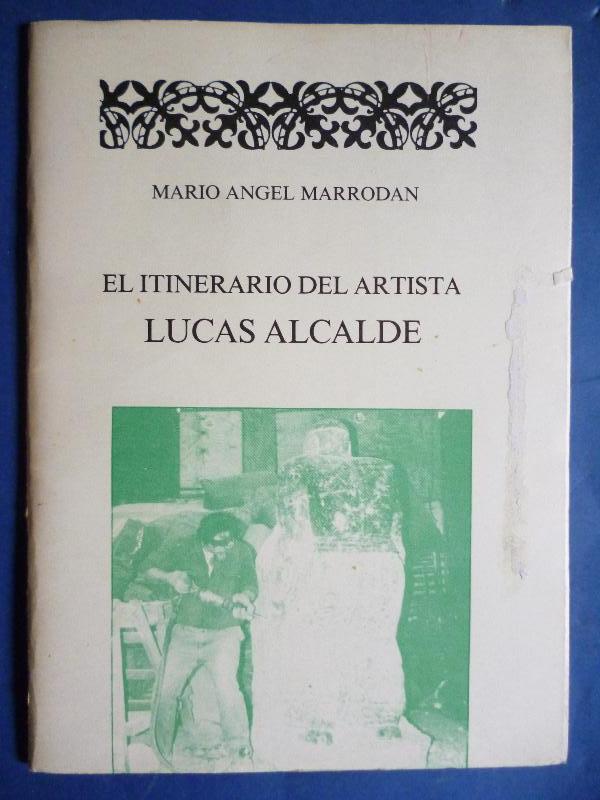 MARIO ANGEL MARRODAN
EL ITINERARIO DEL ARTISTA
LUCAS ALCALDE